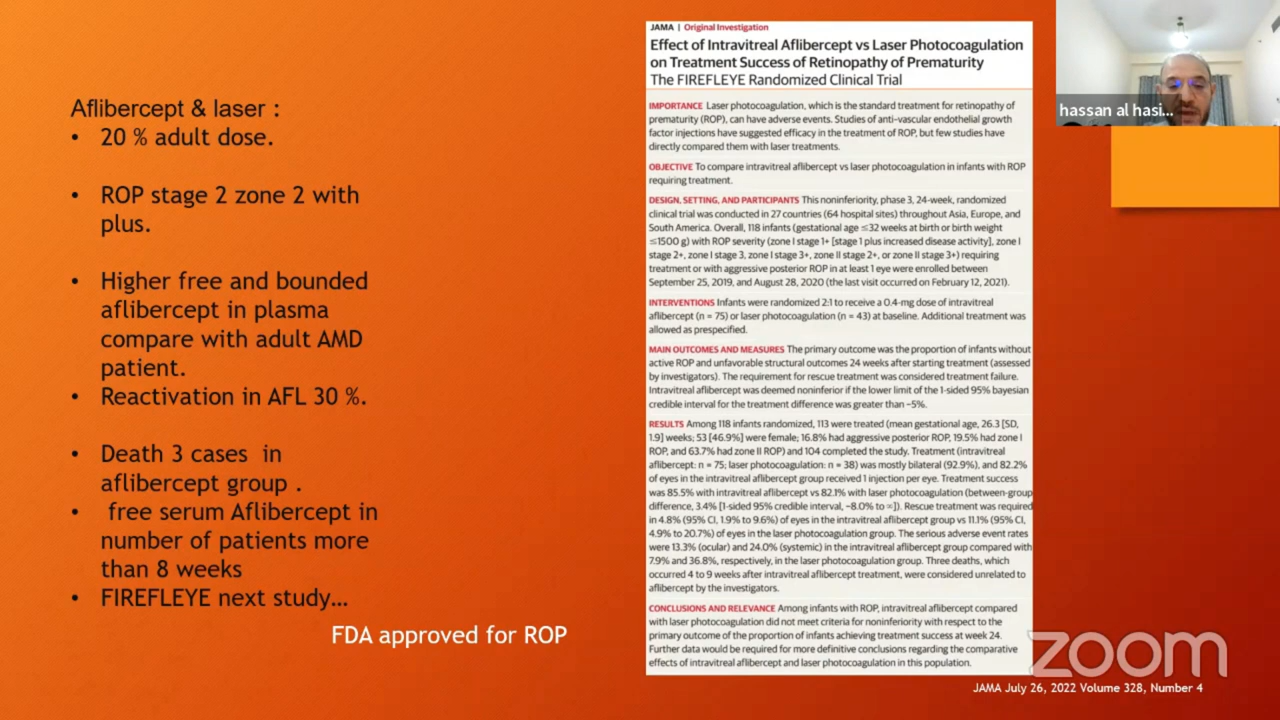 Aflibercept & laser :
• 20 % adult dose.
• ROP stage 2 zone 2 with
plus.
• Higher free and bounded
aflibercept in plasma
compare with adult AMD
patient.
• Reactivation in AFL 30 %.
• Death 3 cases in
aflibercept group .
• free serum Aflibercept in
number of patients more
than 8 weeks
• FIREFLEYE next study...
FDA approved for ROP
JAMA | Original Investigation
Effect of Intravitreal Aflibercept vs Laser Photocoagulation
on Treatment Success of Retinopathy of Prematurity
The FIREFLEYE Randomized Clinical Trial
IMPORTANCE Laser photocoagulation, which is the standard treatment for retinopathy of
prematurity (ROP), can have adverse events. Studies of anti-vascular endothelial growth
factor injections have suggested efficacy in the treatment of ROP, but few studies have
directly compared them with laser treatments.
OBJECTIVE To compare intravitreal aflibercept vs laser photocoagulation in infants with ROP
requiring treatment.
DESIGN, SETTING, AND PARTICIPANTS This noninferiority, phase 3, 24-week, randomized
clinical trial was conducted in 27 countries (64 hospital sites) throughout Asia, Europe, and
South America. Overall, 118 infants (gestational age ≤32 weeks at birth or birth weight
≤1500 g) with ROP severity (zone I stage 1+ [stage 1 plus increased disease activity], zone I
stage 2+, zone I stage 3, zone I stage 3+, zone II stage 2+, or zone II stage 3+) requiring
treatment or with aggressive posterior ROP in at least 1 eye were enrolled between
September 25, 2019, and August 28, 2020 (the last visit occurred on February 12, 2021).
INTERVENTIONS Infants were randomized 2:1 to receive a 0.4-mg dose of intravitreal
aflibercept (n = 75) or laser photocoagulation (n = 43) at baseline. Additional treatment was
allowed as prespecified.
MAIN OUTCOMES AND MEASURES The primary outcome was the proportion of infants without
active ROP and unfavorable structural outcomes 24 weeks after starting treatment (assessed
by investigators). The requirement for rescue treatment was considered treatment failure.
Intravitreal aflibercept was deemed noninferior if the lower limit of the 1-sided 95% bayesian
credible interval for the treatment difference was greater than −5%.
RESULTS Among 118 infants randomized, 113 were treated (mean gestational age, 26.3 [SD,
1.9] weeks; 53 [46.9%] were female; 16.8% had aggressive posterior ROP, 19.5% had zone I
ROP, and 63.7% had zone II ROP) and 104 completed the study. Treatment (intravitreal
aflibercept: n = 75; laser photocoagulation: n = 38) was mostly bilateral (92.9%), and 82.2%
of eyes in the intravitreal aflibercept group received 1 injection per eye. Treatment success
was 85.5% with intravitreal aflibercept vs 82.1% with laser photocoagulation (between-group
difference, 3.4% [1-sided 95% credible interval, −8.0% to ∞]). Rescue treatment was required
in 4.8% (95% CI, 1.9% to 9.6%) of eyes in the intravitreal aflibercept group vs 11.1% (95% CI,
4.9% to 20.7%) of eyes in the laser photocoagulation group. The serious adverse event rates
were 13.3% (ocular) and 24.0% (systemic) in the intravitreal aflibercept group compared with
7.9% and 36.8%, respectively, in the laser photocoagulation group. Three deaths, which
occurred 4 to 9 weeks after intravitreal aflibercept treatment, were considered unrelated to
aflibercept by the investigators.
CONCLUSIONS AND RELEVANCE Among infants with ROP, intravitreal aflibercept compared
with laser photocoagulation did not meet criteria for noninferiority with respect to the
primary outcome of the proportion of infants achieving treatment success at week 24.
Further data would be required for more definitive conclusions regarding the comparative
effects of intravitreal aflibercept and laser photocoagulation in this population.
JAMA July 26, 2022 Volume 328, Number 4
hassan al hasi...
zoom